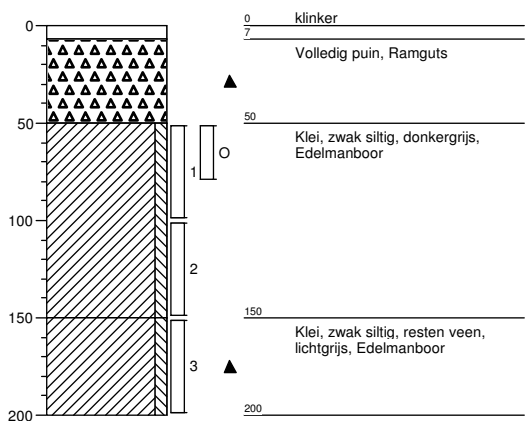 0
50
100
150
200
1
2
3
O
0
klinker
7
Volledig puin, Ramguts
50
Klei, zwak siltig, donkergrijs,
Edelmanboor
150
Klei, zwak siltig, resten veen,
lichtgrijs, Edelmanboor
200